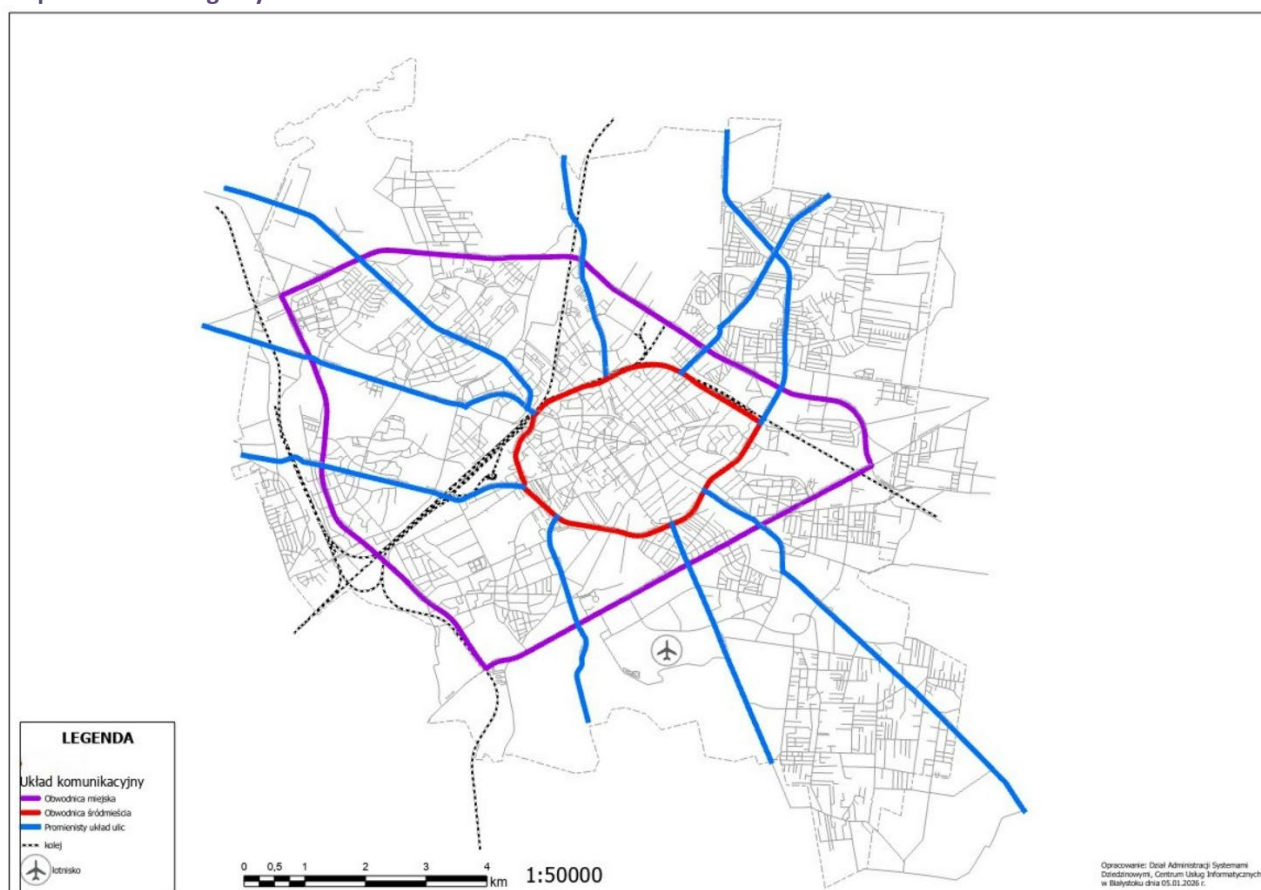 LEGENDA
Układ komunikacyjny
Obwodnica miejska
Obwodnica śródmieścia
Promienisty układ ulic
kolej
lotnisko
0 0,5 1 2 3 4
km
1:50000
Opracowanie: Dział Administracji Systemami
Dziedzinowymi, Centrum Usług Informatycznych
w Białymstoku dnia 05.01.2026 r.